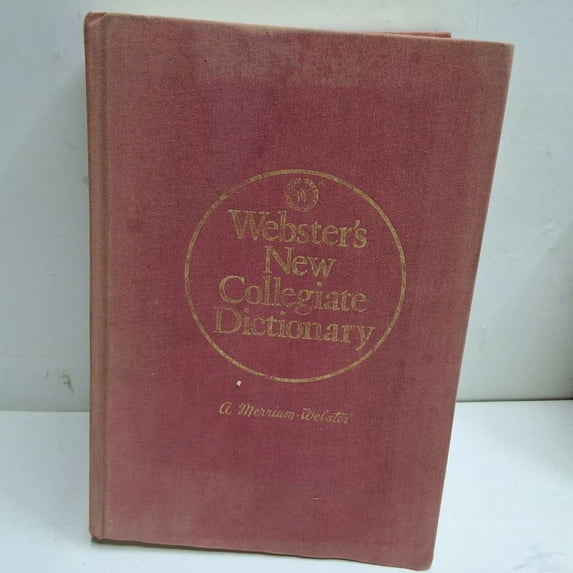 Webster's
New
Collegiate
Dictionary
a Merriam-Webster